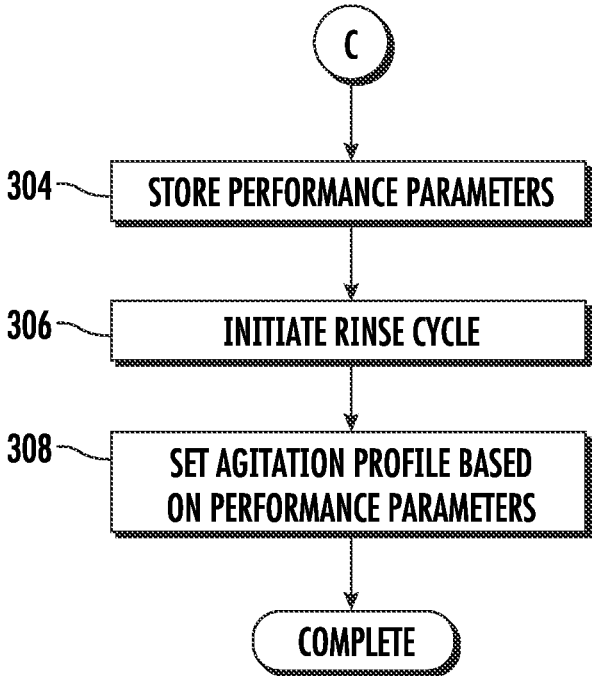 C
304
STORE PERFORMANCE PARAMETERS
306
INITIATE RINSE CYCLE
308
SET AGITATION PROFILE BASED
ON PERFORMANCE PARAMETERS
COMPLETE